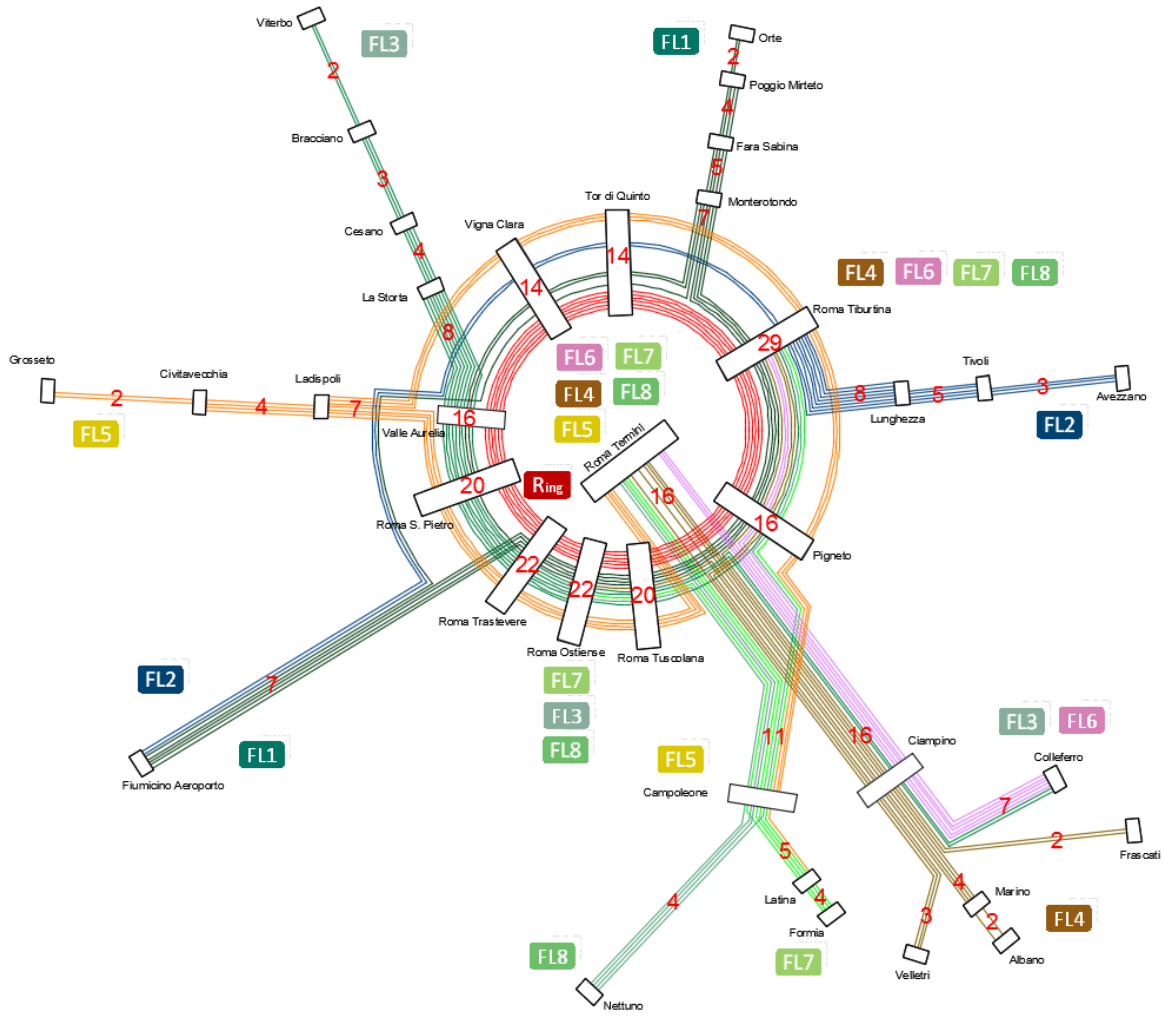 Viterbo
FL3
2
Bracciano
3
Cesano
4
La Storta
8
FL1
Orte
2
Poggio Mirteto
4
Fara Sabina
5
Monterotondo
7
Tor di Quinto
14
Vigna Clara
14
FL4 FL6 FL7 FL8
Roma Tiburtina
29
Grosseto
2
Civitavecchia
4
Ladispoli
7
FL5
Valle Aurelia
16
FL6 FL7
FL4 FL8
FL5
Tivoli
8
Lunghezza
5
3
Avezzano
FL2
Roma Termini
16
Ring
20
Roma S. Pietro
16
Pigneto
22
Roma Trastevere
22
Roma Ostiense
20
Roma Tuscolana
FL7
FL3
FL8
FL2
7
FL1
Fiumicino Aeroporto
FL5
11
Campoleone
16
Ciampino
FL3 FL6
Colleferro
7
2
Frascati
5
Latina
4
Formia
FL7
4
FL8
Nettuno
4
Marino
2
Albano
FL4
3
Velletri